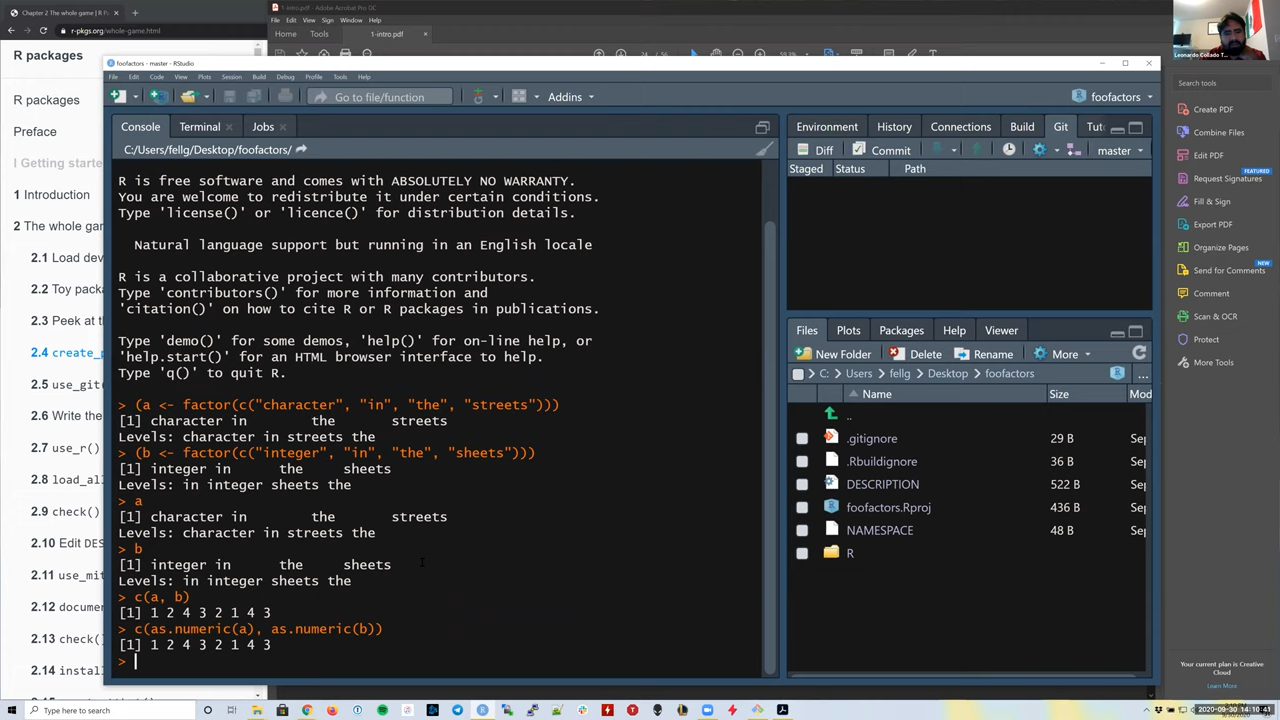 Chapter 2 The whole game | R P
1-intro.pdf - Adobe Acrobat Pro DC
File Edit View Sign Window Help
Home Tools 1-intro.pdf
r-pkgs.org/whole-game.html
Leonardo Collado T...
R packages
R packages
Preface
I Getting starte
1 Introduction
2 The whole gam
2.1 Load dev
2.2 Toy pack
2.3 Peek at th
2.4 create_p
2.5 use_git(
2.6 Write the
2.7 use_r()
2.8 load_all
2.9 check()
2.10 Edit DES
2.11 use_mit
2.12 docume
2.13 check()
2.14 install
foofactors - master - RStudio
File Edit Code View Plots Session Build Debug Profile Tools Help
Go to file/function
Addins
foofactors
Console Terminal Jobs
C:/Users/fellg/Desktop/foofactors/
R is free software and comes with ABSOLUTELY NO WARRANTY.
You are welcome to redistribute it under certain conditions.
Type 'license()' or 'licence()' for distribution details.
Natural language support but running in an English locale
R is a collaborative project with many contributors.
Type 'contributors()' for more information and
'citation()' on how to cite R or R packages in publications.
Type 'demo()' for some demos, 'help()' for on-line help, or
'help.start()' for an HTML browser interface to help.
Type 'q()' to quit R.
> (a <- factor(c("character", "in", "the", "streets")))
[1] character in the streets
Levels: character in streets the
> (b <- factor(c("integer", "in", "the", "sheets")))
[1] integer in the sheets
Levels: in integer sheets the
> a
[1] character in the streets
Levels: character in streets the
> b
[1] integer in the sheets
Levels: in integer sheets the
> c(a, b)
[1] 1 2 4 3 2 1 4 3
> c(as.numeric(a), as.numeric(b))
[1] 1 2 4 3 2 1 4 3
>
Environment History Connections Build Git Tut
Diff Commit master
Staged Status Path
Files Plots Packages Help Viewer
New Folder Delete Rename More
C: Users fellg Desktop foofactors
Name Size Mod
..
.gitignore 29 B Sep
.Rbuildignore 36 B Sep
DESCRIPTION 522 B Sep
foofactors.Rproj 436 B Sep
NAMESPACE 48 B Sep
R
Search tools
Create PDF
Combine Files
Edit PDF
FEATURED
Request Signatures
Fill & Sign
Export PDF
Organize Pages
NEW
Send for Comments
Comment
Scan & OCR
Protect
More Tools
Your current plan is Creative
Cloud
Learn More
Type here to search
2020-09-30 14:10:41